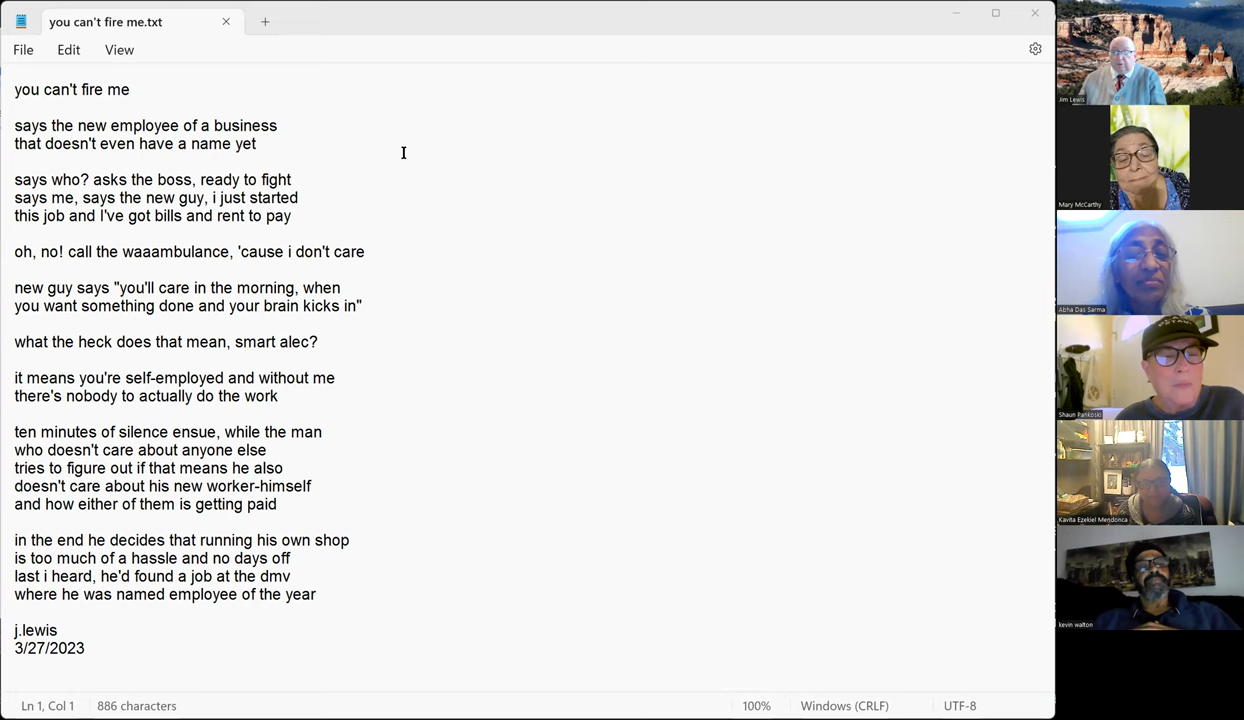 you can't fire me.txt
File Edit View
you can't fire me
says the new employee of a business
that doesn't even have a name yet
says who? asks the boss, ready to fight
says me, says the new guy, i just started
this job and I've got bills and rent to pay
oh, no! call the waaambulance, 'cause i don't care
new guy says "you'll care in the morning, when
you want something done and your brain kicks in"
what the heck does that mean, smart alec?
it means you're self-employed and without me
there's nobody to actually do the work
ten minutes of silence ensue, while the man
who doesn't care about anyone else
tries to figure out if that means he also
doesn't care about his new worker-himself
and how either of them is getting paid
in the end he decides that running his own shop
is too much of a hassle and no days off
last i heard, he'd found a job at the dmv
where he was named employee of the year
j.lewis
3/27/2023
Ln 1, Col 1 886 characters 100% Windows (CRLF) UTF-8
Jim Lewis
Mary McCarthy
Abha Das Sarma
Shaun Pankoski
Kavita Ezekiel Mendonca
kevin walton